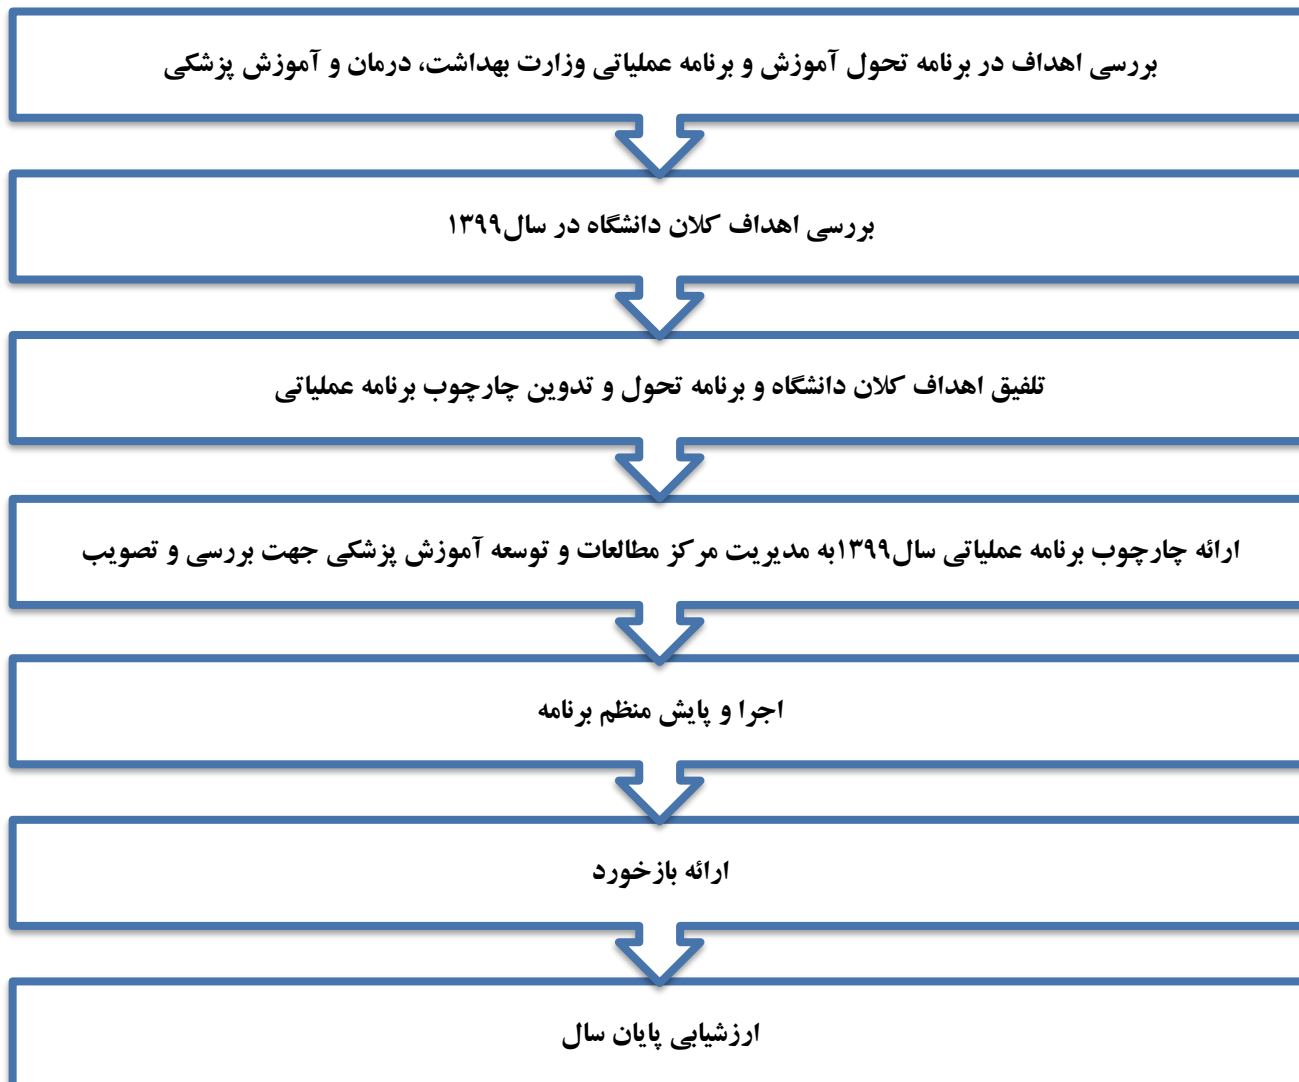 بررسی اهداف در برنامه تحول آموزش و برنامه عملیاتی وزارت بهداشت، درمان و آموزش پزشکی
بررسی اهداف کلان دانشگاه در سال۱۳۹۹
تلفیق اهداف کلان دانشگاه و برنامه تحول و تدوین چارچوب برنامه عملیاتی
ارائه چارچوب برنامه عملیاتی سال۱۳۹۹به مدیریت مرکز مطالعات و توسعه آموزش پزشکی جهت بررسی و تصویب
اجرا و پایش منظم برنامه
ارائه بازخورد
ارزشیابی پایان سال